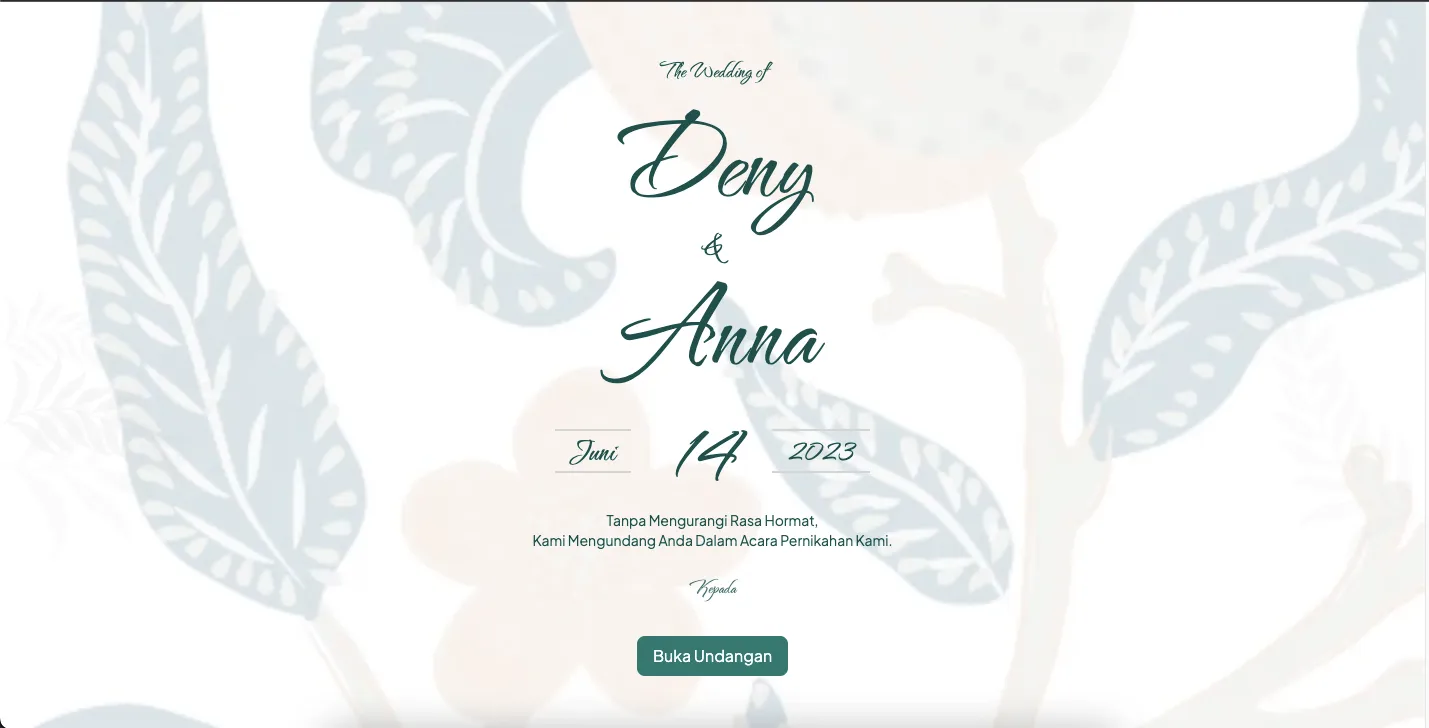 The Wedding of
Deny
&
Anna
Juni 14 2023
Tanpa Mengurangi Rasa Hormat,
Kami Mengundang Anda Dalam Acara Pernikahan Kami.
Kepada
Buka Undangan